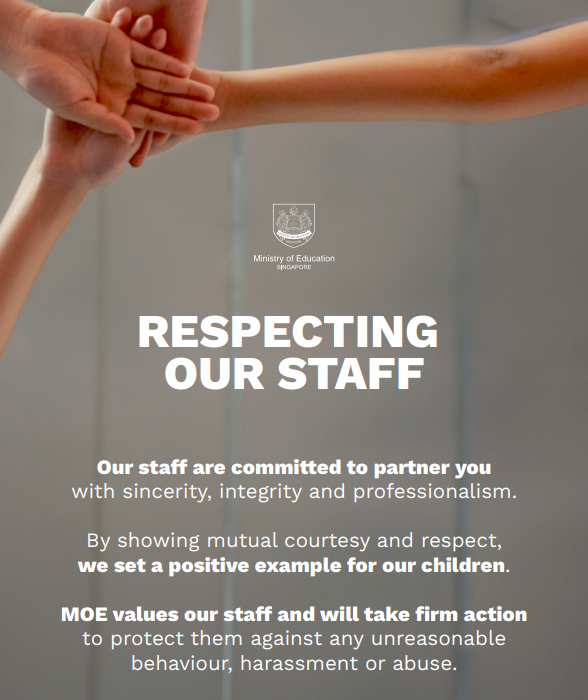 Ministry of Education
SINGAPORE
RESPECTING
OUR STAFF
Our staff are committed to partner you
with sincerity, integrity and professionalism.
By showing mutual courtesy and respect,
we set a positive example for our children.
MOE values our staff and will take firm action
to protect them against any unreasonable
behaviour, harassment or abuse.